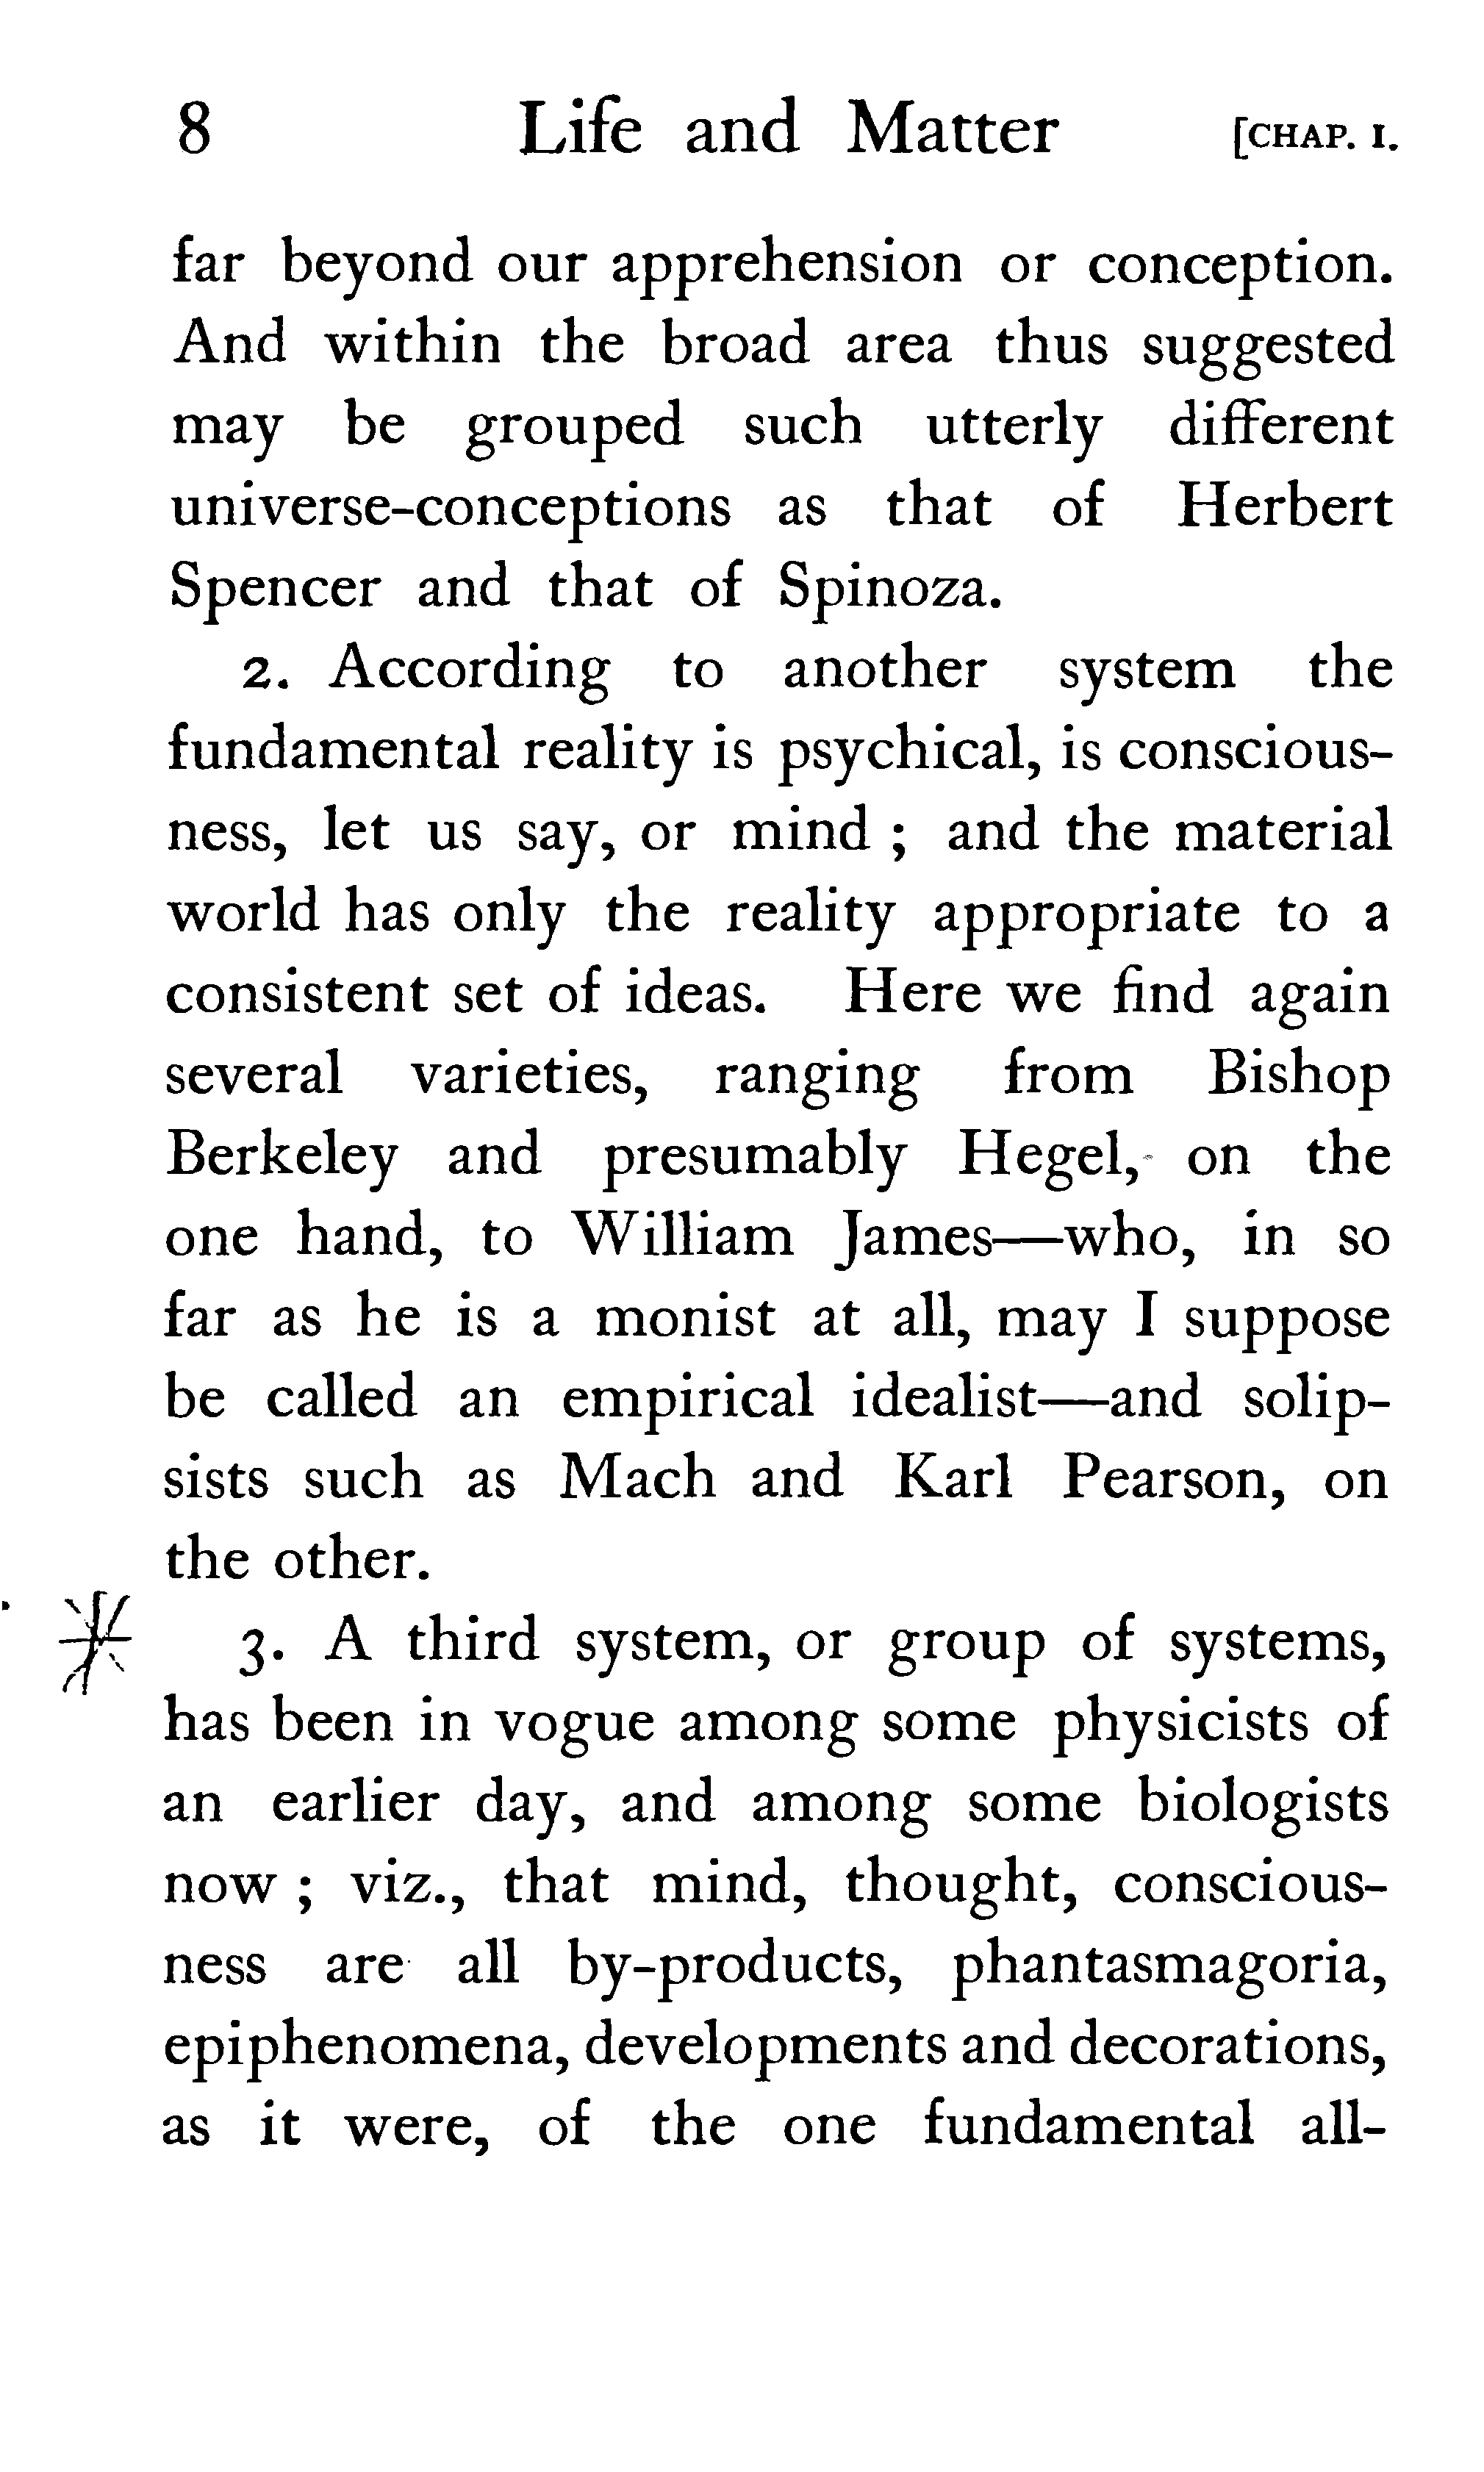 8 Life and Matter [CHAP. I.
far beyond our apprehension or conception.
And within the broad area thus suggested
may be grouped such utterly different
universe-conceptions as that of Herbert
Spencer and that of Spinoza.
2. According to another system the
fundamental reality is psychical, is conscious-
ness, let us say, or mind ; and the material
world has only the reality appropriate to a
consistent set of ideas. Here we find again
several varieties, ranging from Bishop
Berkeley and presumably Hegel, on the
one hand, to William James—who, in so
far as he is a monist at all, may I suppose
be called an empirical idealist—and solip-
sists such as Mach and Karl Pearson, on
the other.
3. A third system, or group of systems,
has been in vogue among some physicists of
an earlier day, and among some biologists
now ; viz., that mind, thought, conscious-
ness are all by-products, phantasmagoria,
epiphenomena, developments and decorations,
as it were, of the one fundamental all-